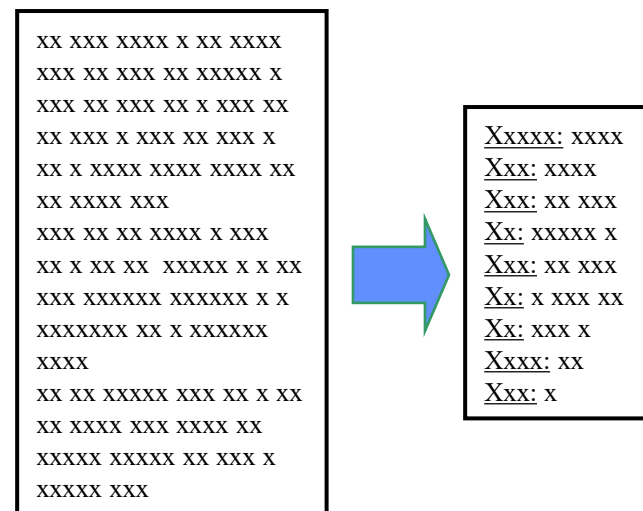 xx xxx xxxx x xx xxxx
xxx xx xxx xx xxxxx x
xxx xx xxx xx x xxx xx
xx xxx x xxx xx xxx x
xx x xxxx xxxx xxxx xx
xx xxxx xxx
xxx xx xx xxxx x xxx
xx x xx xx xxxxx x x xx
xxx xxxxxx xxxxxx x x
xxxxxxx xx x xxxxxx
xxxx
xx xx xxxxx xxx xx x xx
xx xxxx xxx xxxx xx
xxxxx xxxxx xx xxx x
xxxxx xxx
Xxxxx: xxxx
Xxx: xxxx
Xxx: xx xxx
Xx: xxxxx x
Xxx: xx xxx
Xx: x xxx xx
Xx: xxx x
Xxxx: xx
Xxx: x